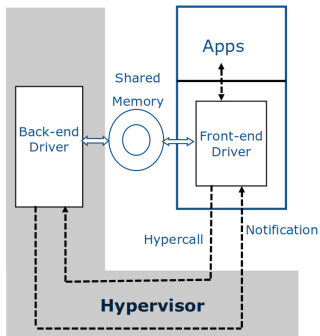 Apps
Shared
Memory
Back-end
Driver
Front-end
Driver
Hypercall
Notification
Hypervisor